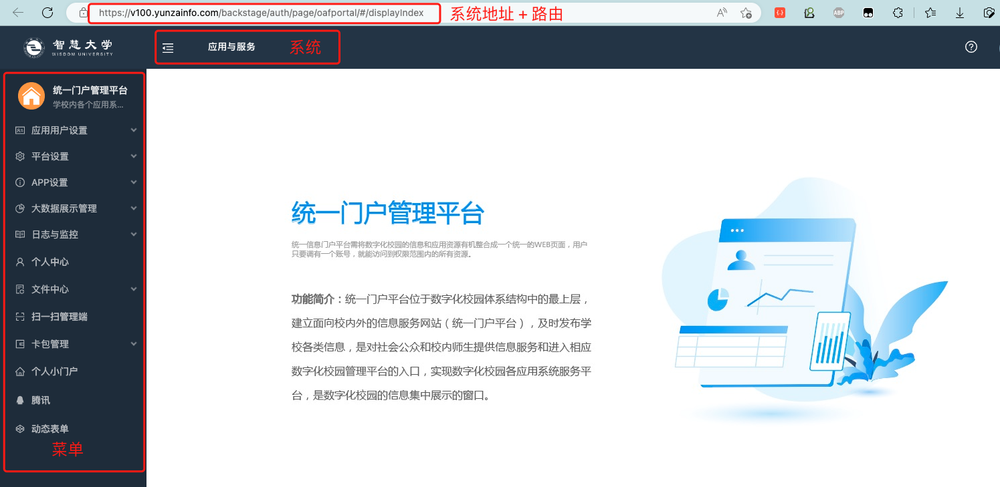 https://v100.yunzainfo.com/backstage/auth/page/oafportal/#/displayIndex
系统地址 + 路由
智慧大学
WISDOM UNIVERSITY
应用与服务
系统
统一门户管理平台
学校内各个应用系...
应用用户设置
平台设置
APP设置
大数据展示管理
日志与监控
个人中心
文件中心
扫一扫管理端
卡包管理
个人小门户
腾讯
动态表单
菜单
统一门户管理平台
统一信息门户平台需将数字化校园的信息和应用资源有机整合成一个统一的WEB页面，用户
只要调有一个账号，就能访问到权限范围内的所有资源。
功能简介：统一门户平台位于数字化校园体系结构中的最上层，
建立面向校内外的信息服务网站（统一门户平台），及时发布学
校各类信息，是对社会公众和校内师生提供信息服务和进入相应
数字化校园管理平台的入口，实现数字化校园各应用系统服务平
台，是数字化校园的信息集中展示的窗口。
ABP